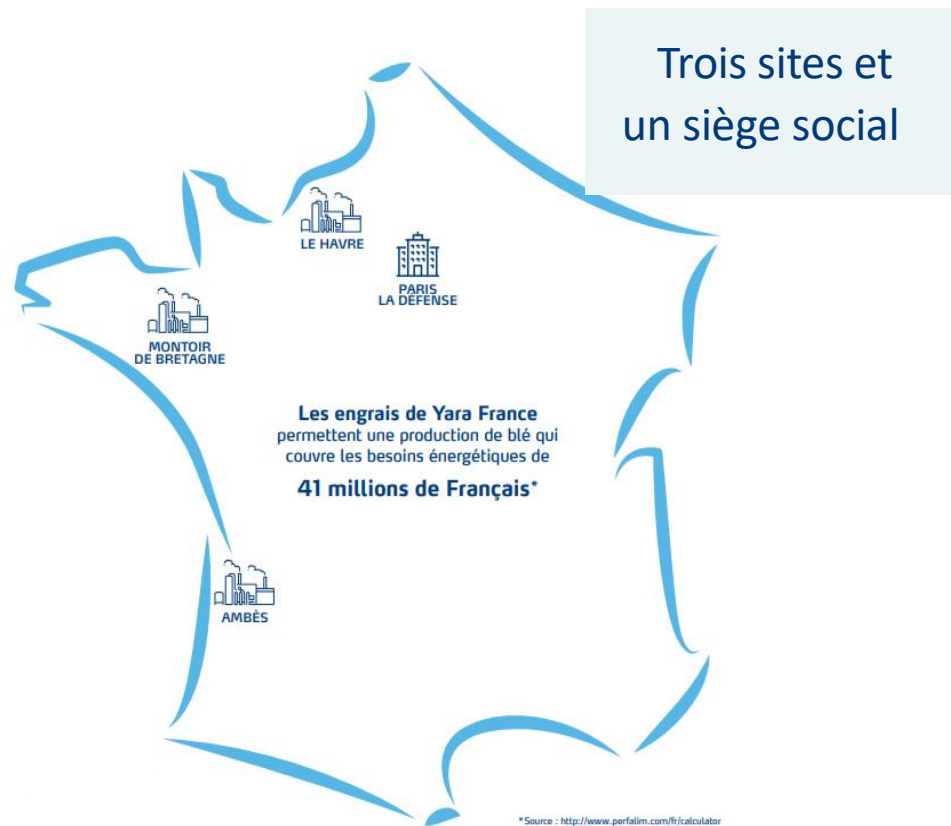 Trois sites et
un siège social
LE HAVRE
PARIS
LA DÉFENSE
MONTOIR
DE BRETAGNE
Les engrais de Yara France
permettent une production de blé qui
couvre les besoins énergétiques de
41 millions de Français*
AMBÈS
*Source : http://www.perfalim.com/fr/calculator